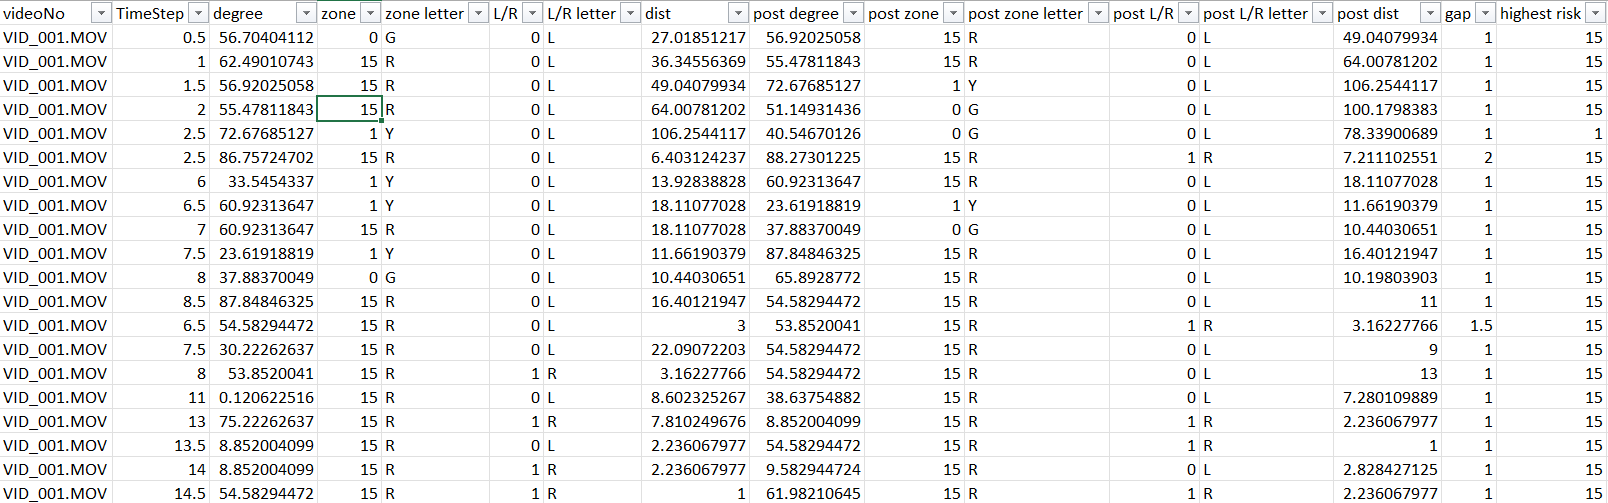 videoNo TimeStep degree zone zone letter L/R L/R letter dist post degree post zone post zone letter post L/R post L/R letter post dist gap highest risk
VID_001.MOV 0.5 56.70404112 0 G 0 L 27.01851217 56.92025058 15 R 0 L 49.04079934 1 15
VID_001.MOV 1 62.49010743 15 R 0 L 36.34556369 55.47811843 15 R 0 L 64.00781202 1 15
VID_001.MOV 1.5 56.92025058 15 R 0 L 49.04079934 72.67685127 1 Y 0 L 106.2544117 1 15
VID_001.MOV 2 55.47811843 15 R 0 L 64.00781202 51.14931436 0 G 0 L 100.1798383 1 15
VID_001.MOV 2.5 72.67685127 1 Y 0 L 106.2544117 40.54670126 0 G 0 L 78.33900689 1 1
VID_001.MOV 2.5 86.75724702 15 R 0 L 6.403124237 88.27301225 15 R 1 R 7.211102551 2 15
VID_001.MOV 6 33.5454337 1 Y 0 L 13.92838828 60.92313647 15 R 0 L 18.11077028 1 15
VID_001.MOV 6.5 60.92313647 1 Y 0 L 18.11077028 23.61918819 1 Y 0 L 11.66190379 1 15
VID_001.MOV 7 60.92313647 15 R 0 L 18.11077028 37.88370049 0 G 0 L 10.44030651 1 15
VID_001.MOV 7.5 23.61918819 1 Y 0 L 11.66190379 87.84846325 15 R 0 L 16.40121947 1 15
VID_001.MOV 8 37.88370049 0 G 0 L 10.44030651 65.8928772 15 R 0 L 10.19803903 1 15
VID_001.MOV 8.5 87.84846325 15 R 0 L 16.40121947 54.58294472 15 R 0 L 11 1 15
VID_001.MOV 6.5 54.58294472 15 R 0 L 3 53.8520041 15 R 1 R 3.16227766 1.5 15
VID_001.MOV 7.5 30.22262637 15 R 0 L 22.09072203 54.58294472 15 R 0 L 9 1 15
VID_001.MOV 8 53.8520041 15 R 1 R 3.16227766 54.58294472 15 R 0 L 13 1 15
VID_001.MOV 11 0.120622516 15 R 0 L 8.602325267 38.63754882 15 R 0 L 7.280109889 1 15
VID_001.MOV 13 75.22262637 15 R 1 R 7.810249676 8.852004099 15 R 1 R 2.236067977 1 15
VID_001.MOV 13.5 8.852004099 15 R 0 L 2.236067977 54.58294472 15 R 1 R 1 1 15
VID_001.MOV 14 8.852004099 15 R 1 R 2.236067977 9.582944724 15 R 0 L 2.828427125 1 15
VID_001.MOV 14.5 54.58294472 15 R 1 R 1 61.98210645 15 R 1 R 2.236067977 1 15